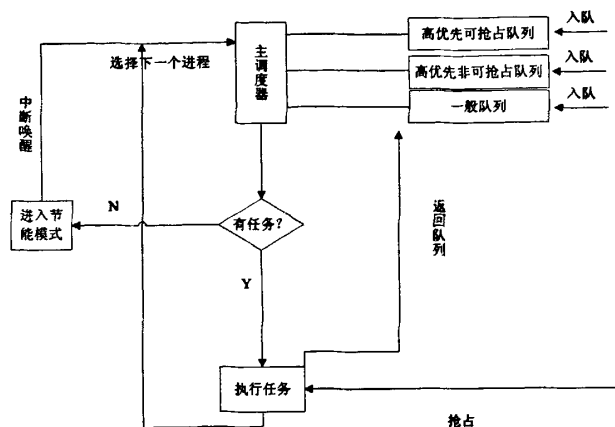 高优先可抢占队列
入队
选择下一个进程
主调度器
高优先非可抢占队列
入队
一般队列
入队
中断唤醒
进入节能模式
N
有任务?
返回队列
Y
执行任务
抢占